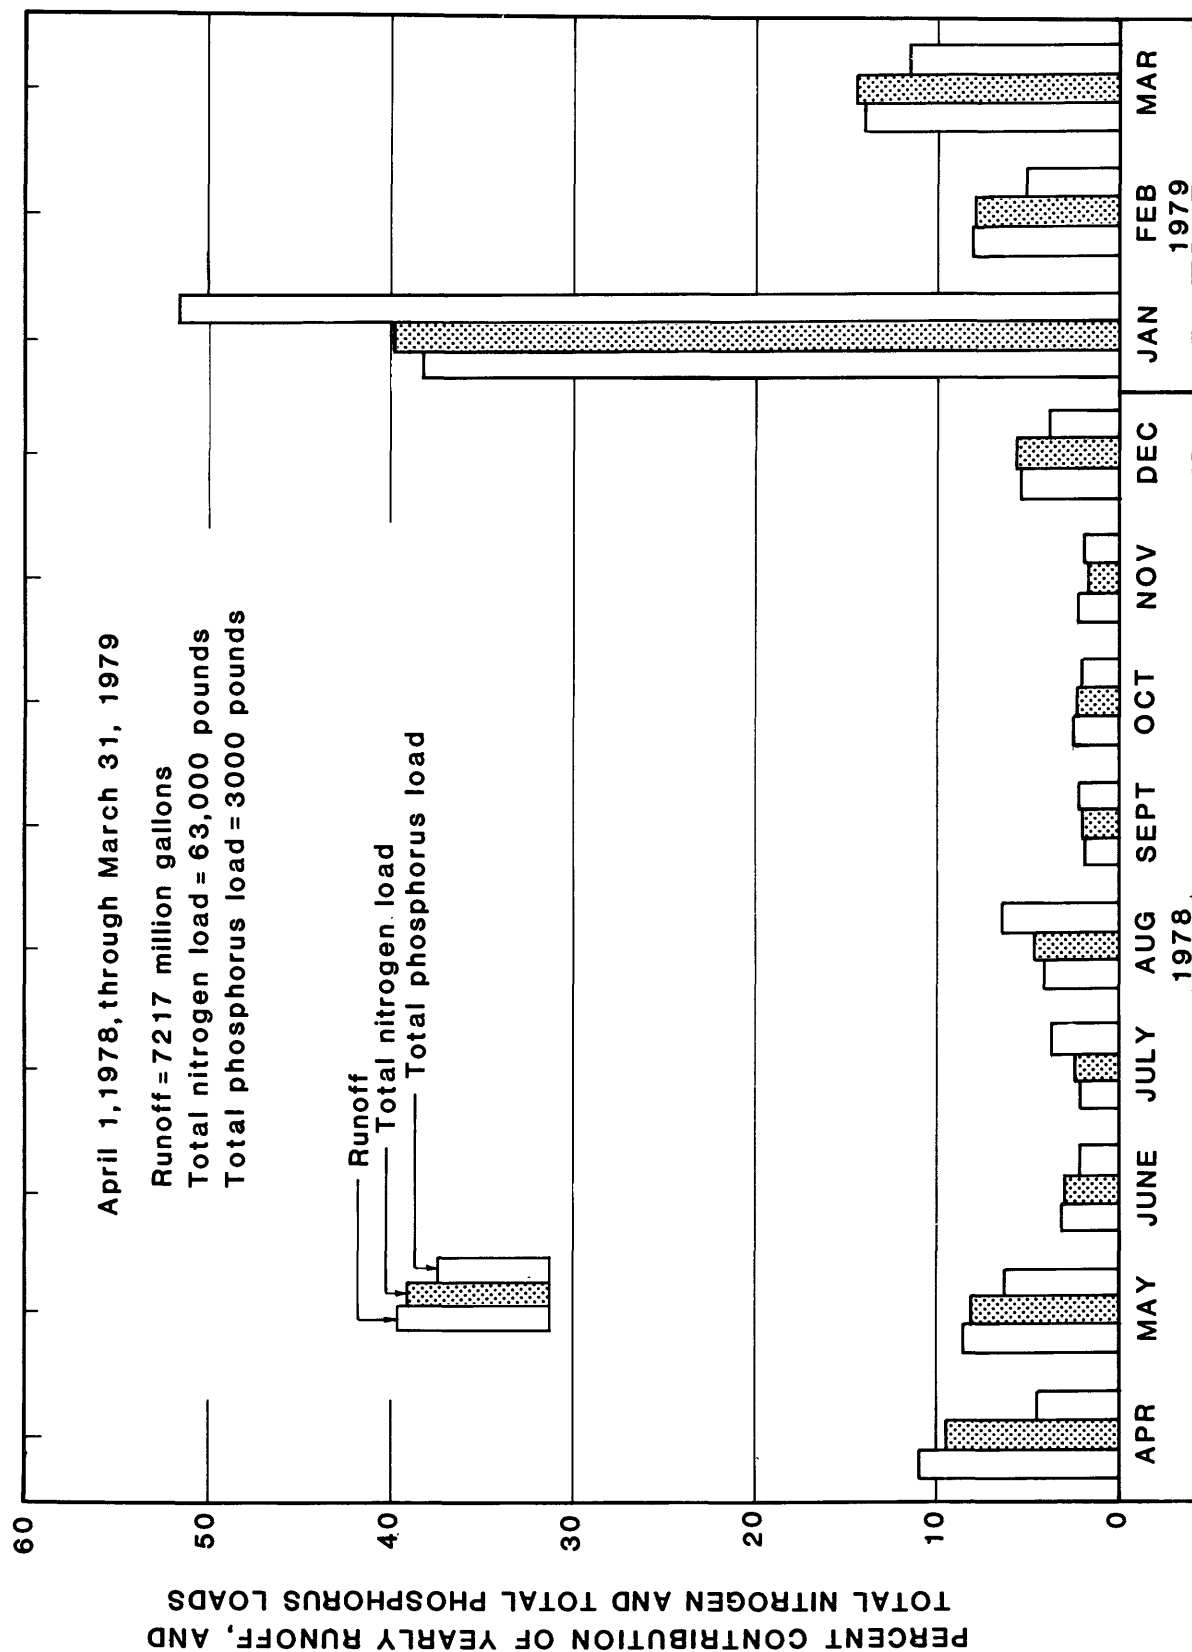 PERCENT CONTRIBUTION OF YEARLY RUNOFF, AND
TOTAL NITROGEN AND TOTAL PHOSPHORUS LOADS
60
50
40
30
20
10
0
April 1,1978, through March 31, 1979
Runoff = 7217 million gallons
Total nitrogen load = 63,000 pounds
Total phosphorus load = 3000 pounds
Runoff
Total nitrogen load
Total phosphorus load
APR MAY JUNE JULY AUG SEPT OCT NOV DEC JAN FEB MAR
1978 1979